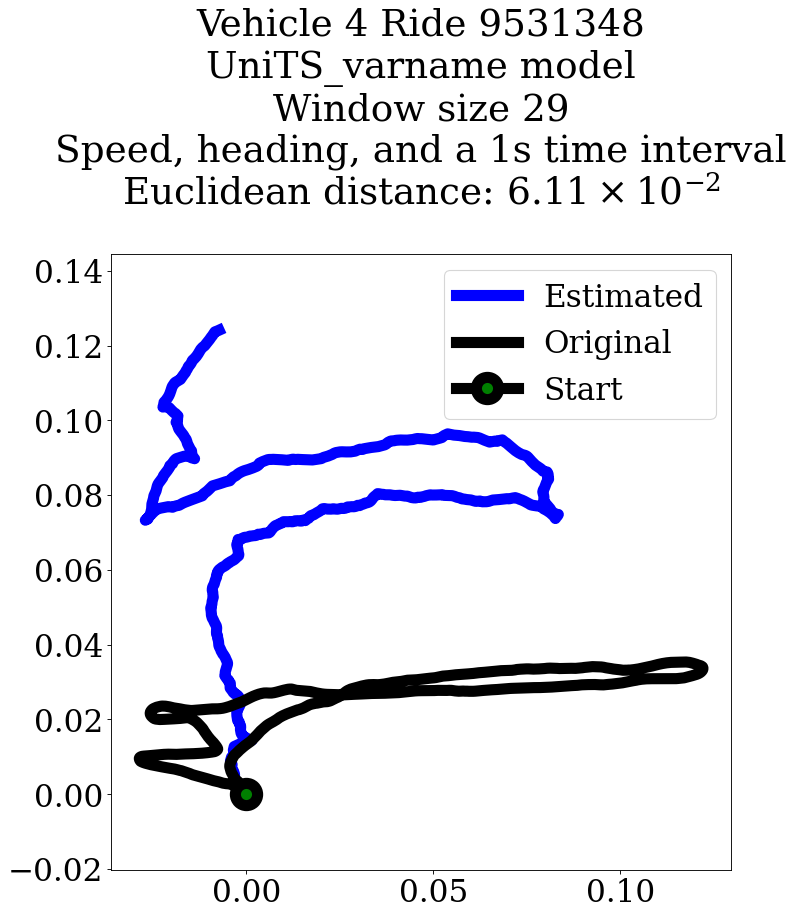 Vehicle 4 Ride 9531348
UniTS_varname model
Window size 29
Speed, heading, and a 1s time interval
Euclidean distance: 6.11 × 10⁻²
Estimated
Original
Start
0.14
0.12
0.10
0.08
0.06
0.04
0.02
0.00
−0.02
0.00 0.05 0.10